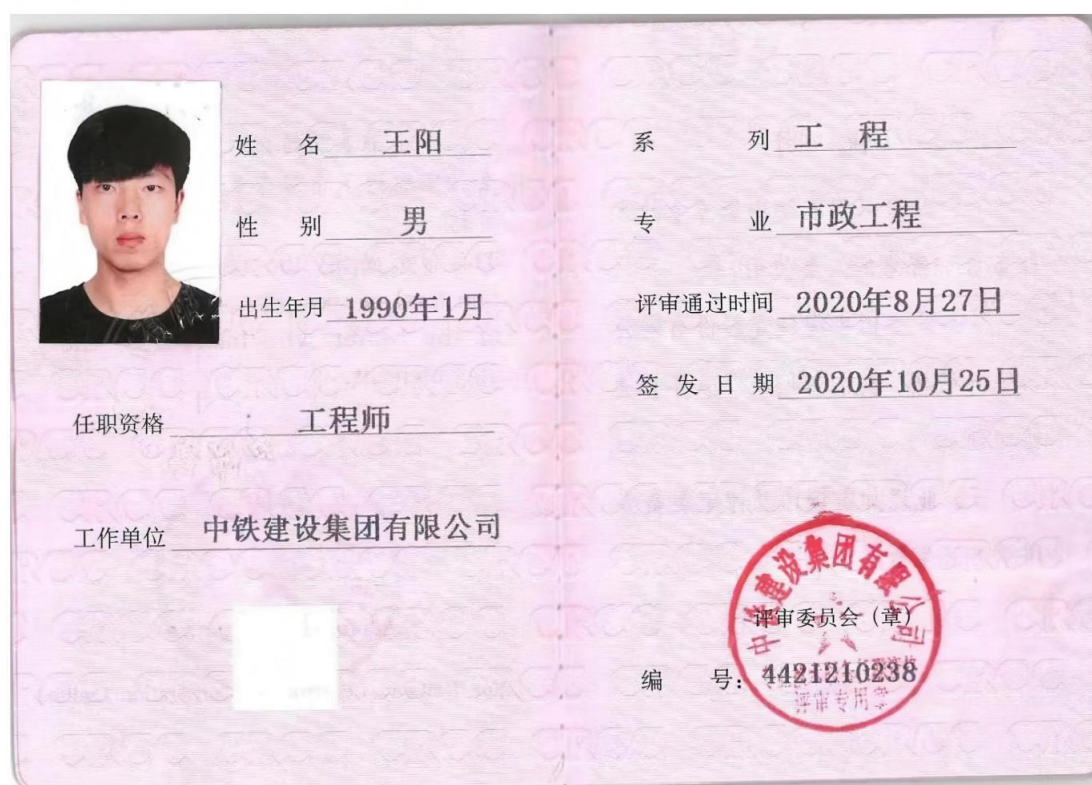 姓 名 王阳
性 别 男
出生年月 1990年1月
任职资格 工程师
工作单位 中铁建设集团有限公司
系 列 工 程
专 业 市政工程
评审通过时间 2020年8月27日
签 发 日 期 2020年10月25日
中铁建设集团有限公司
评审委员会（章）
编 号：4421210238
评审专用章